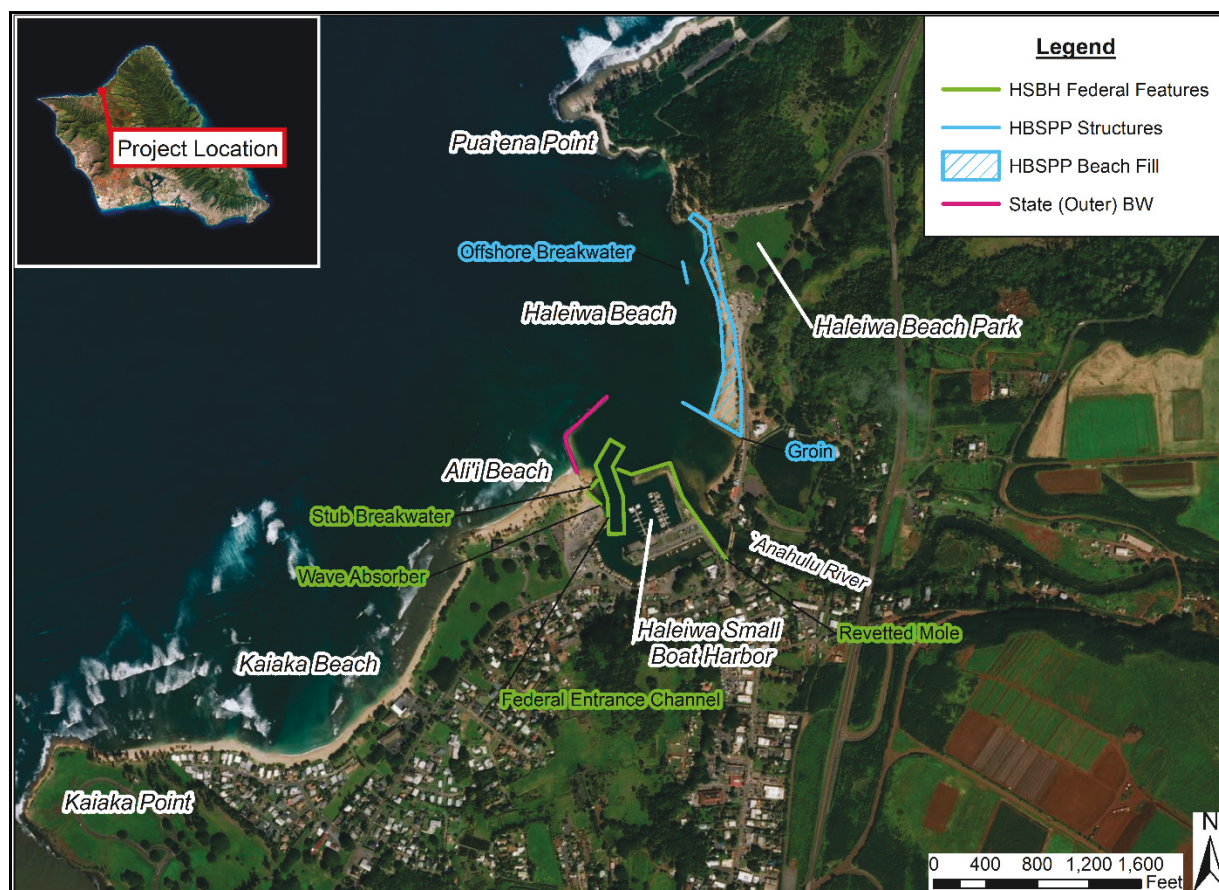 Project Location
Legend
HSBH Federal Features
HBSPP Structures
HBSPP Beach Fill
State (Outer) BW
Pua`ena Point
Offshore Breakwater
Haleiwa Beach
Haleiwa Beach Park
Groin
Ali'i Beach
Stub Breakwater
Wave Absorber
`Anahulu River
Haleiwa Small
Boat Harbor
Revetted Mole
Kaiaka Beach
Federal Entrance Channel
Kaiaka Point
N
0 400 800 1,200 1,600
Feet